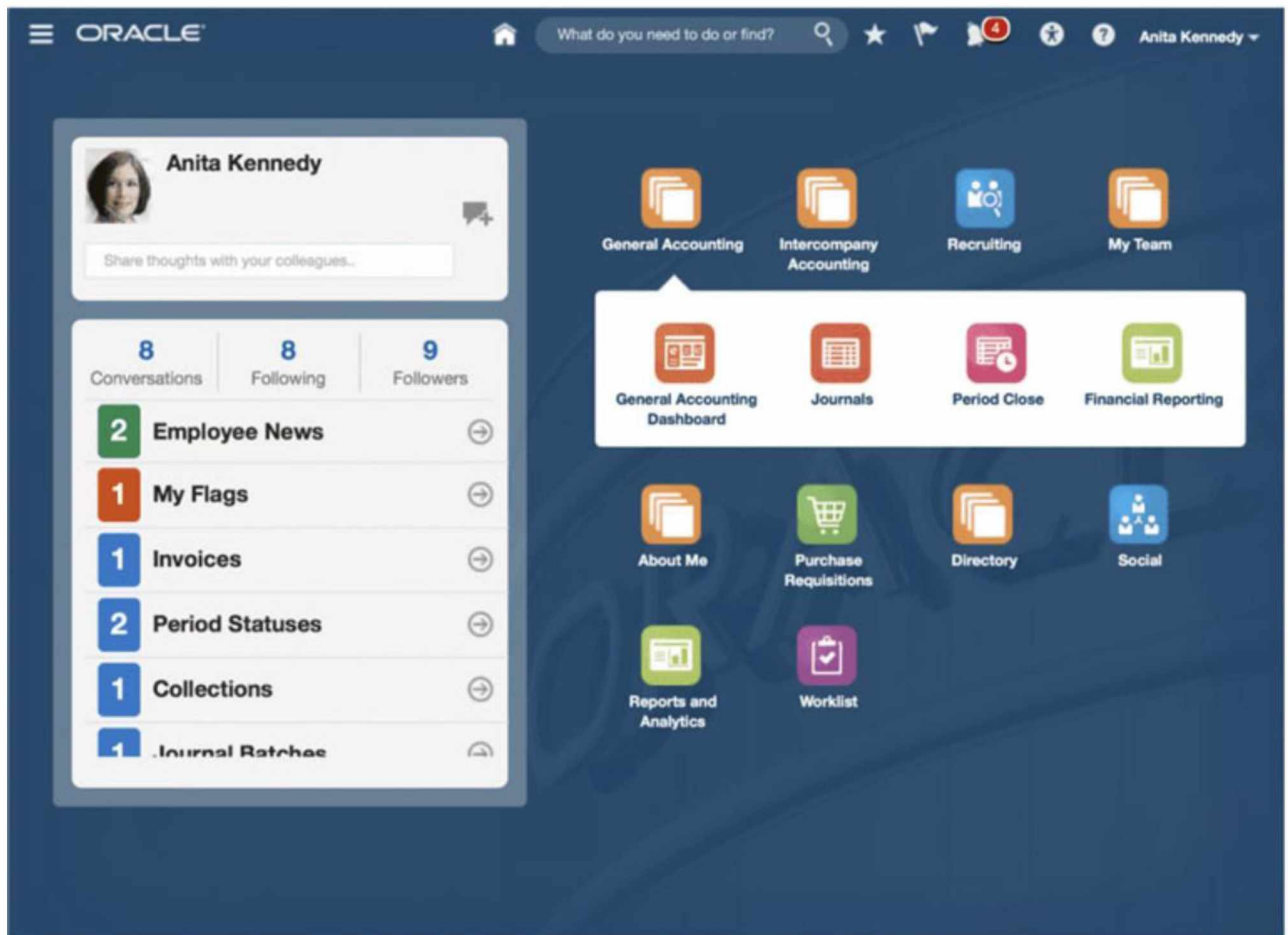 ORACLE
What do you need to do or find?
4
Anita Kennedy
Anita Kennedy
Share thoughts with your colleagues..
8
Conversations
8
Following
9
Followers
2 Employee News
1 My Flags
1 Invoices
2 Period Statuses
1 Collections
1 Journal Batches
General Accounting
Intercompany
Accounting
Recruiting
My Team
General Accounting
Dashboard
Journals
Period Close
Financial Reporting
About Me
Purchase
Requisitions
Directory
Social
Reports and
Analytics
Worklist
ORACL